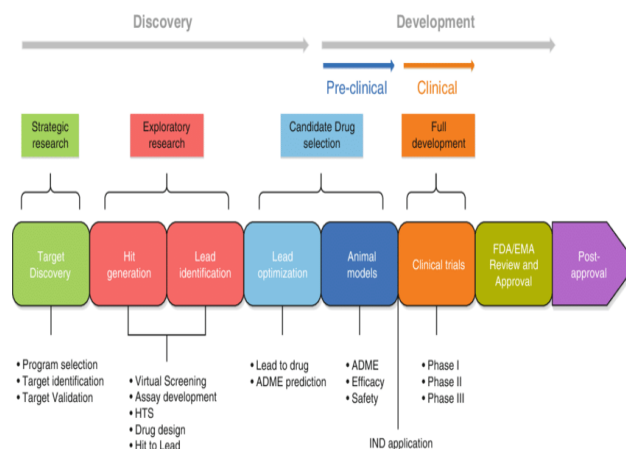 Discovery
Development
Pre-clinical
Clinical
Strategic
research
Exploratory
research
Candidate Drug
selection
Full
development
Target
Discovery
Hit
generation
Lead
identification
Lead
optimization
Animal
models
Clinical trials
FDA/EMA
Review and
Approval
Post-
approval
• Program selection
• Target identification
• Target Validation
• Virtual Screening
• Assay development
• HTS
• Drug design
• Hit to Lead
• Lead to drug
• ADME prediction
• ADME
• Efficacy
• Safety
• Phase I
• Phase II
• Phase III
IND application